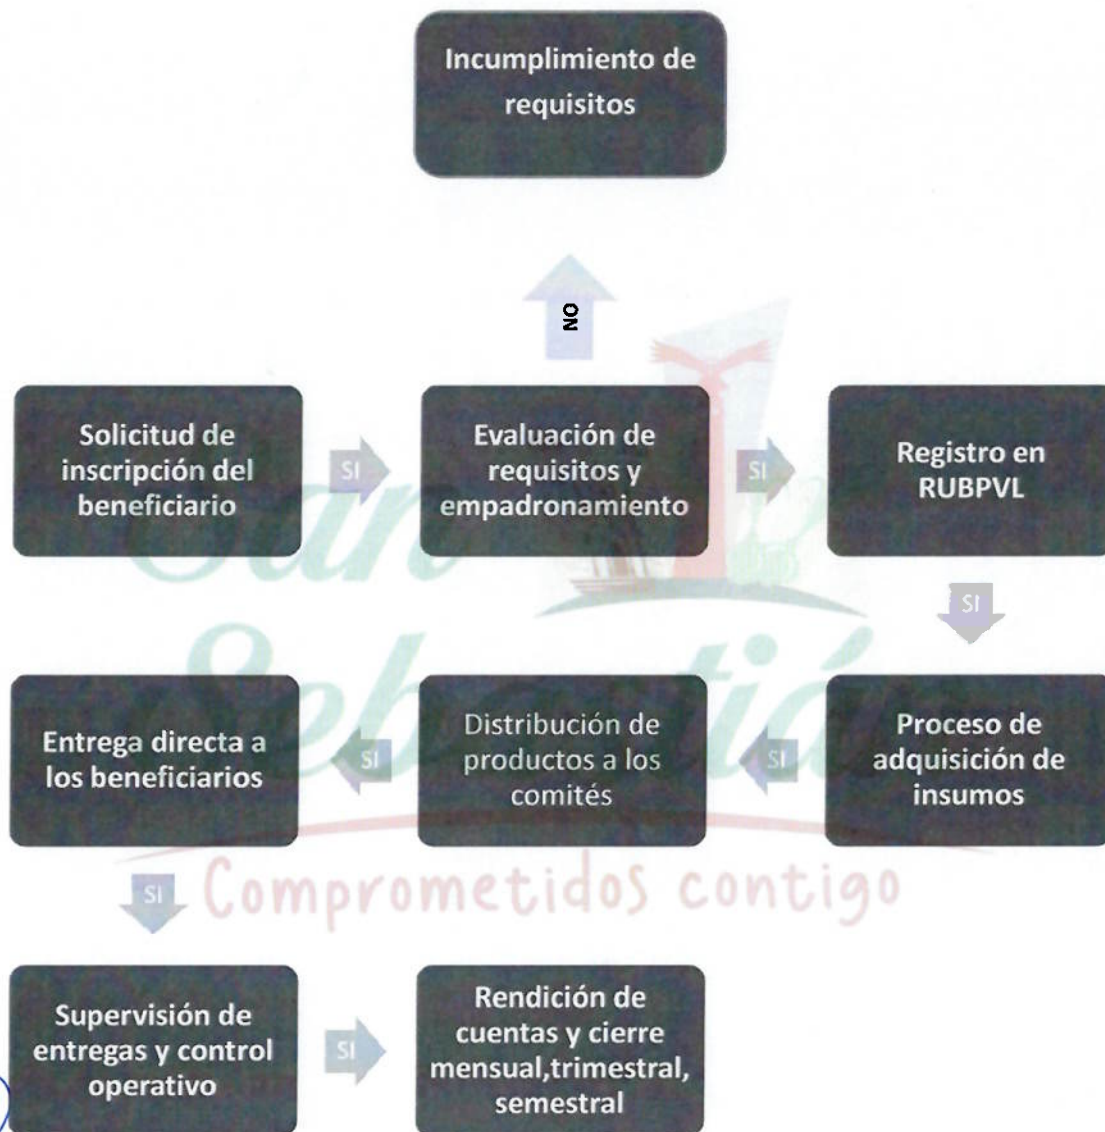 Incumplimiento de
requisitos
NO
Solicitud de
inscripción del
beneficiario
SI
Evaluación de
requisitos y
empadronamiento
SI
Registro en
RUBPVL
SI
Proceso de
adquisición de
insumos
SI
Distribución de
productos a los
comités
SI
Entrega directa a
los beneficiarios
SI
Supervisión de
entregas y control
operativo
SI
Rendición de
cuentas y cierre
mensual,trimestral,
semestral
San
Sebastián
Comprometidos contigo